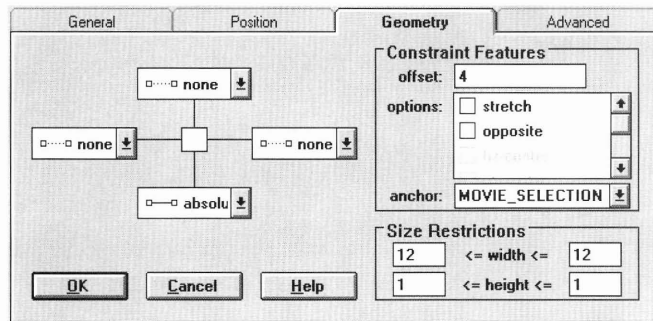 General
Position
Geometry
Advanced
none
none
none
absolu
OK
Cancel
Help
Constraint Features
offset: 4
options:
stretch
opposite
anchor: MOVIE_SELECTION
Size Restrictions
12 <= width <= 12
1 <= height <= 1